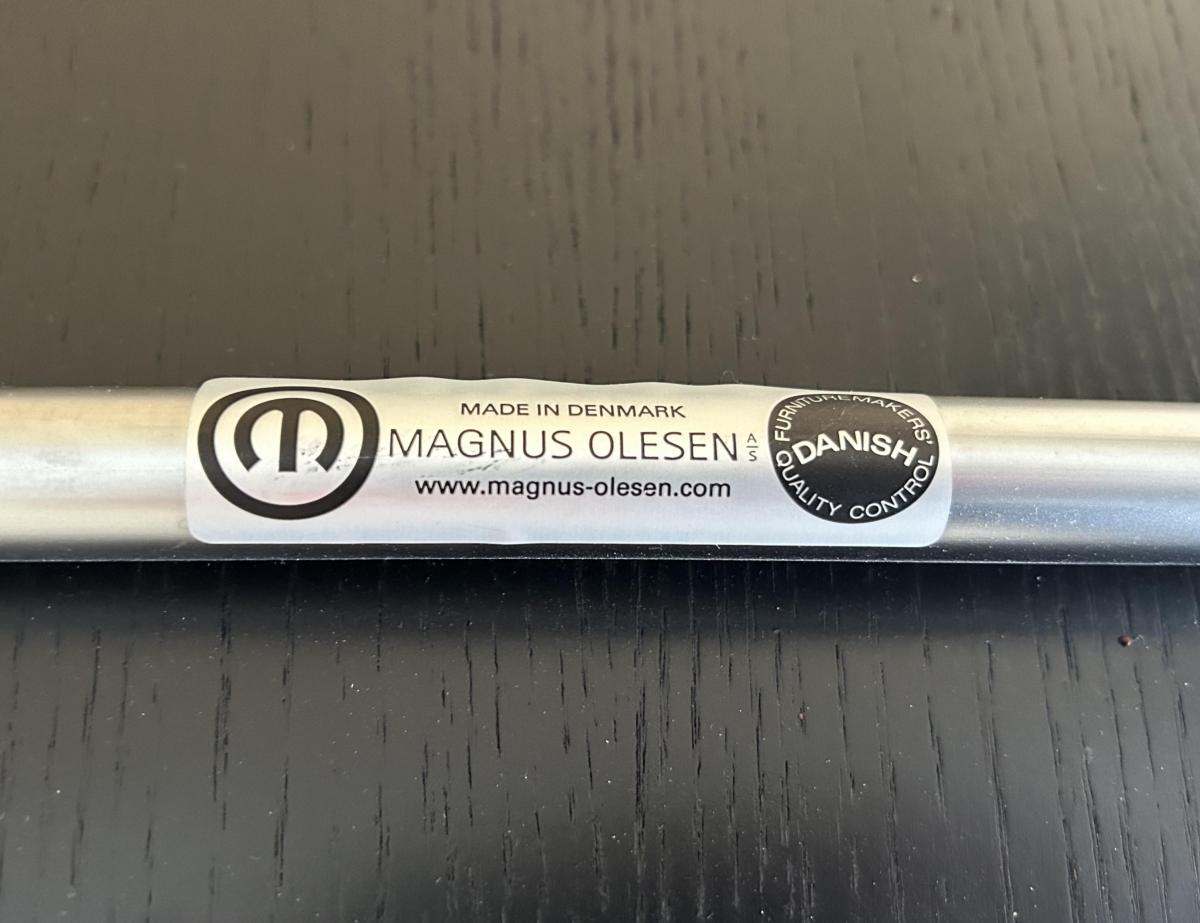 MADE IN DENMARK
MAGNUS OLESEN A/S
www.magnus-olesen.com
FURNITUREMAKERS'
DANISH
QUALITY CONTROL